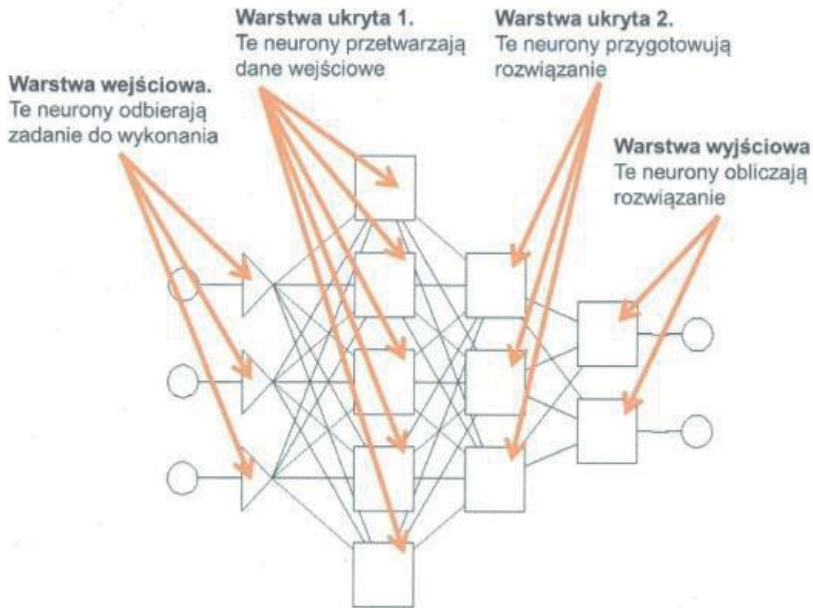 Warstwa ukryta 1.
Te neurony przetwarzają
dane wejściowe
Warstwa ukryta 2.
Te neurony przygotowują
rozwiązanie
Warstwa wejściowa.
Te neurony odbierają
zadanie do wykonania
Warstwa wyjściowa
Te neurony obliczają
rozwiązanie